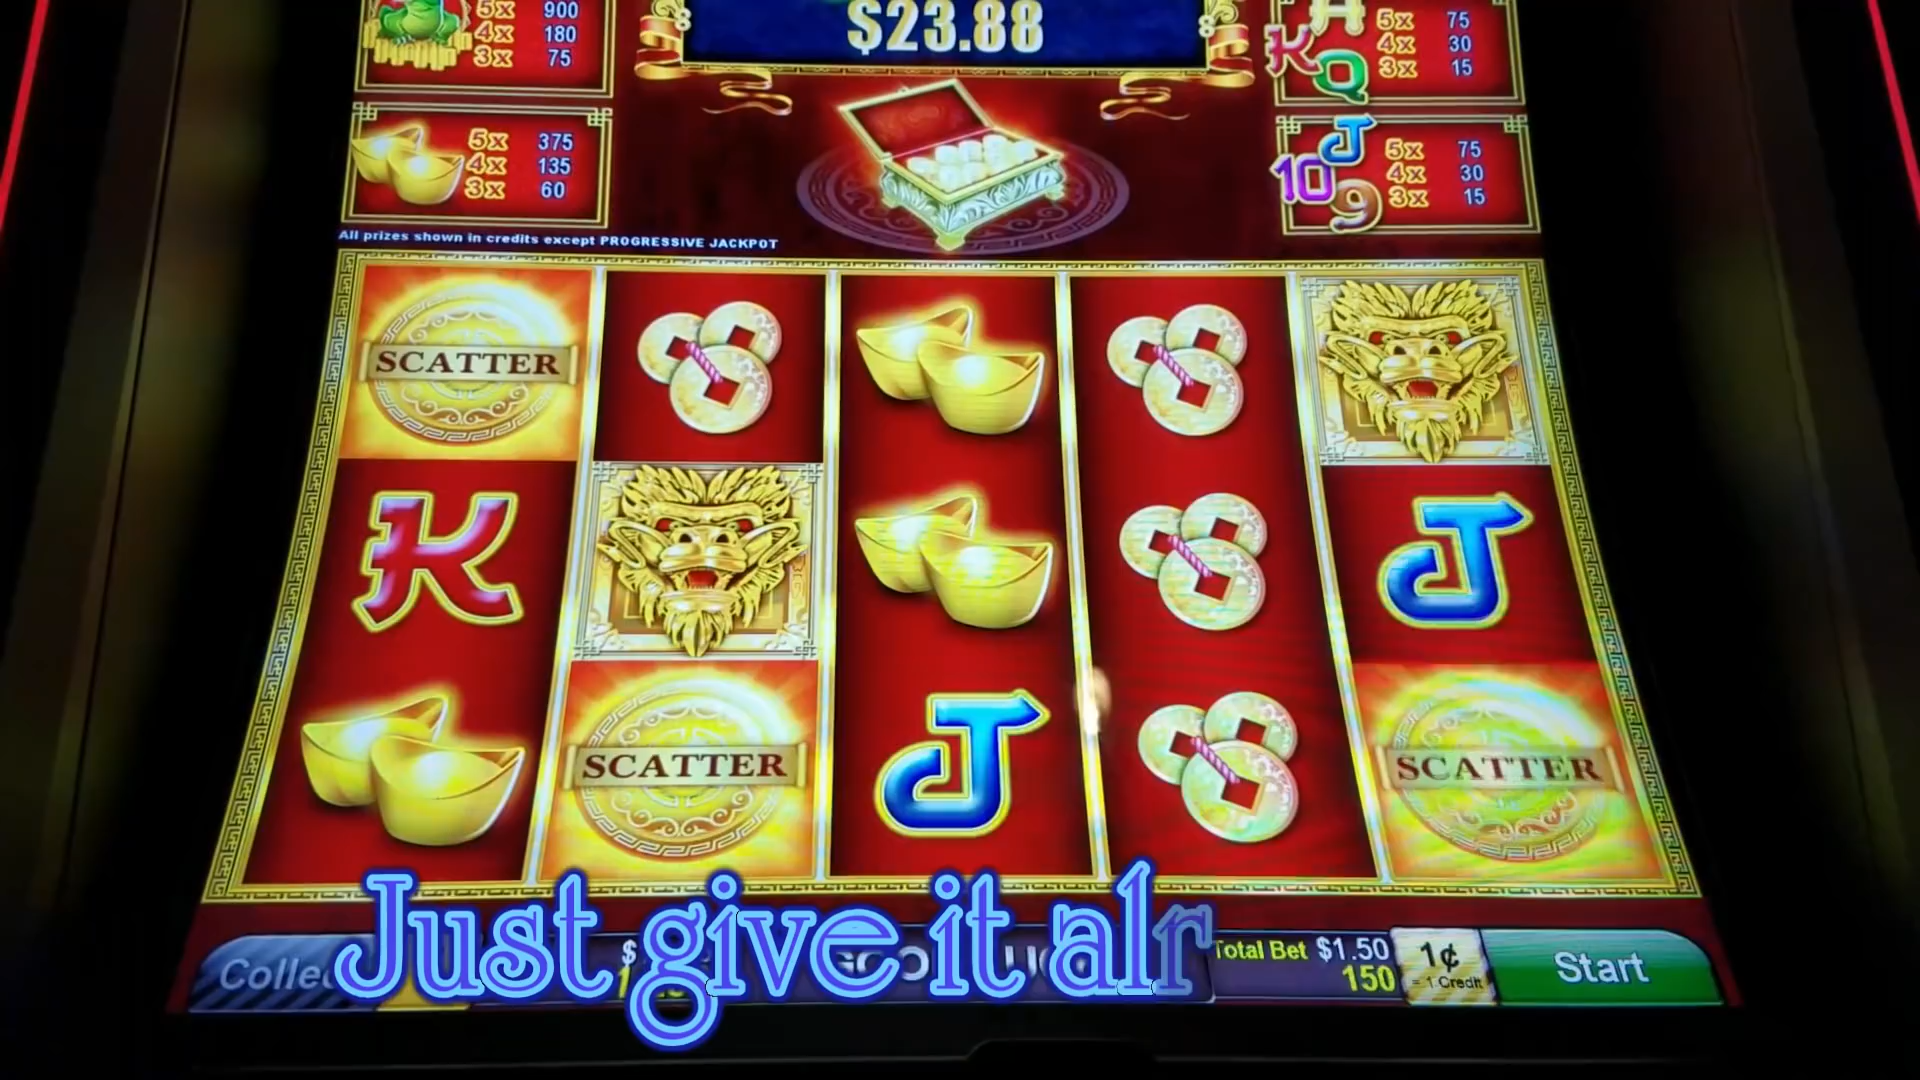 5x 900
4x 180
3x 75
$23.88
A K Q
5x 75
4x 30
3x 15
5x 375
4x 135
3x 60
J 10 9
5x 75
4x 30
3x 15
All prizes shown in credits except PROGRESSIVE JACKPOT
SCATTER
K
J
SCATTER
J
SCATTER
Just give it alr
Total Bet $1.50
150
1¢
= 1 Credit
Start